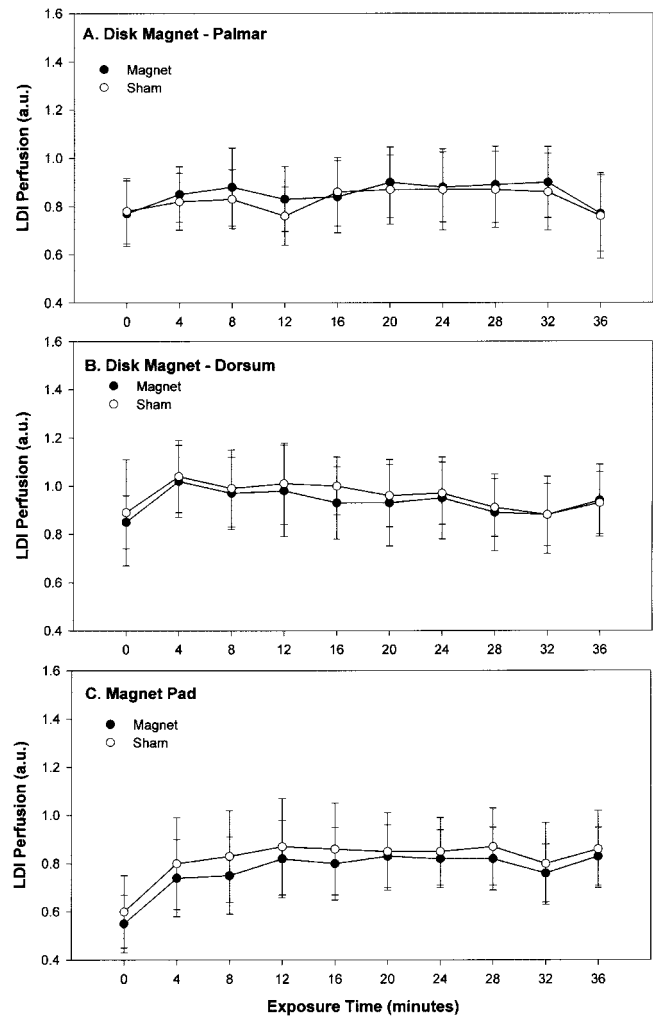 A. Disk Magnet - Palmar
Magnet
Sham
LDI Perfusion (a.u.)
1.6
1.4
1.2
1.0
0.8
0.6
0.4
0 4 8 12 16 20 24 28 32 36
B. Disk Magnet - Dorsum
Magnet
Sham
LDI Perfusion (a.u.)
1.6
1.4
1.2
1.0
0.8
0.6
0.4
0 4 8 12 16 20 24 28 32 36
C. Magnet Pad
Magnet
Sham
LDI Perfusion (a.u.)
1.6
1.4
1.2
1.0
0.8
0.6
0.4
0 4 8 12 16 20 24 28 32 36
Exposure Time (minutes)